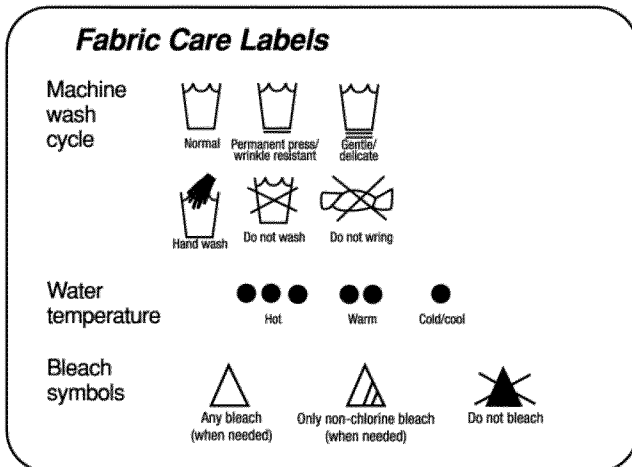 Fabric Care Labels
Machine
wash
cycle
Normal
Permanent press/
wrinkle resistant
Gentle/
delicate
Hand wash
Do not wash
Do not wring
Water
temperature
Hot
Warm
Cold/cool
Bleach
symbols
Any bleach
(when needed)
Only non-chlorine bleach
(when needed)
Do not bleach